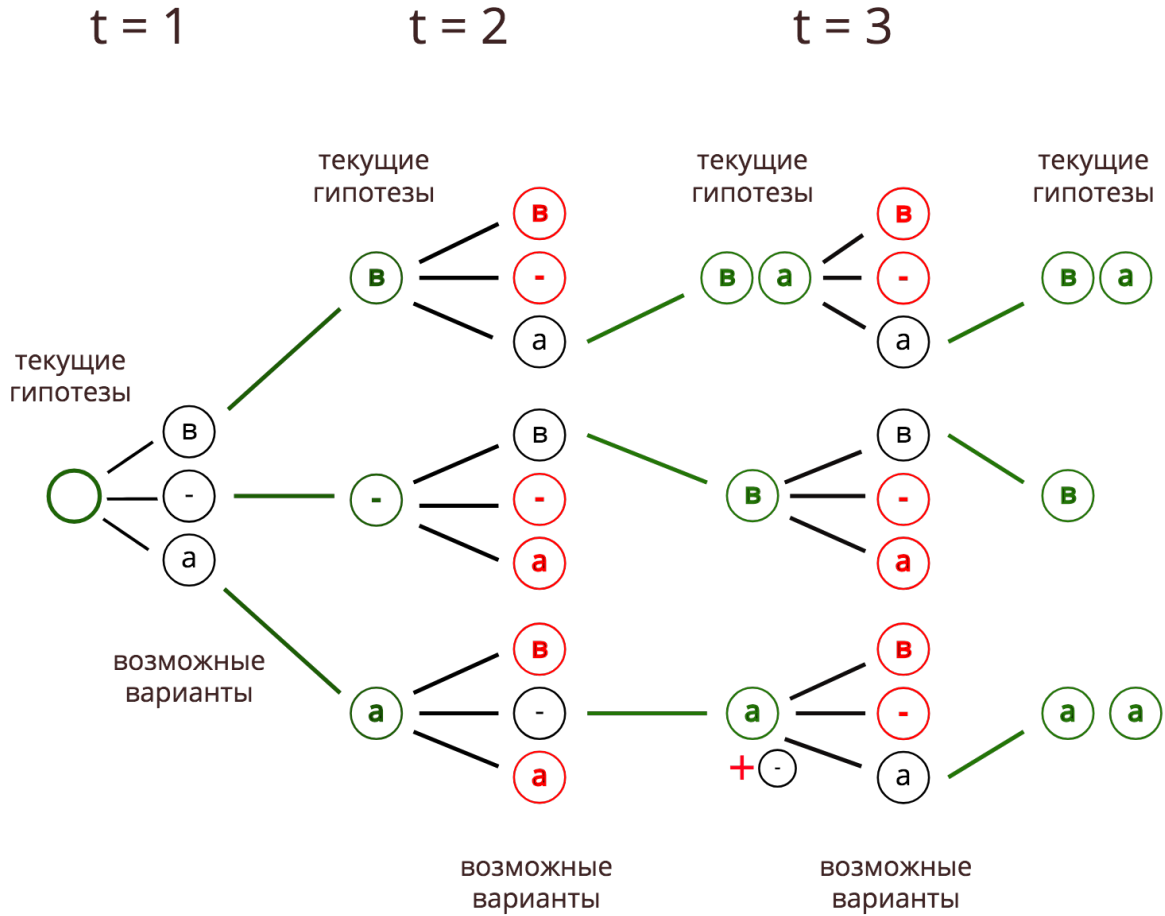 t = 1
t = 2
t = 3
текущие
гипотезы
текущие
гипотезы
текущие
гипотезы
текущие
гипотезы
в
-
а
возможные
варианты
в
в
-
а
-
в
-
а
а
в
-
а
возможные
варианты
в а
в
-
а
в
в
-
а
а
+ -
в
-
а
возможные
варианты
в а
в
а а